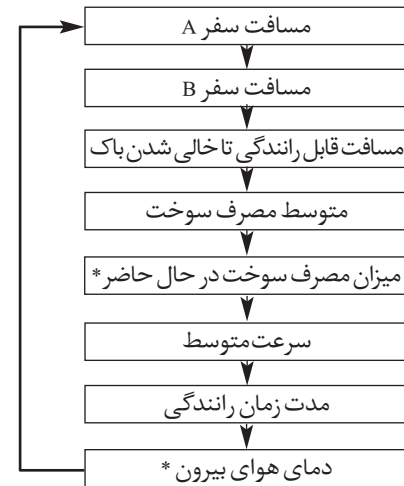 مسافت سفر A
مسافت سفر B
مسافت قابل رانندگی تا خالی شدن باک
متوسط مصرف سوخت
میزان مصرف سوخت در حال حاضر*
سرعت متوسط
مدت زمان رانندگی
دمای هوای بیرون *